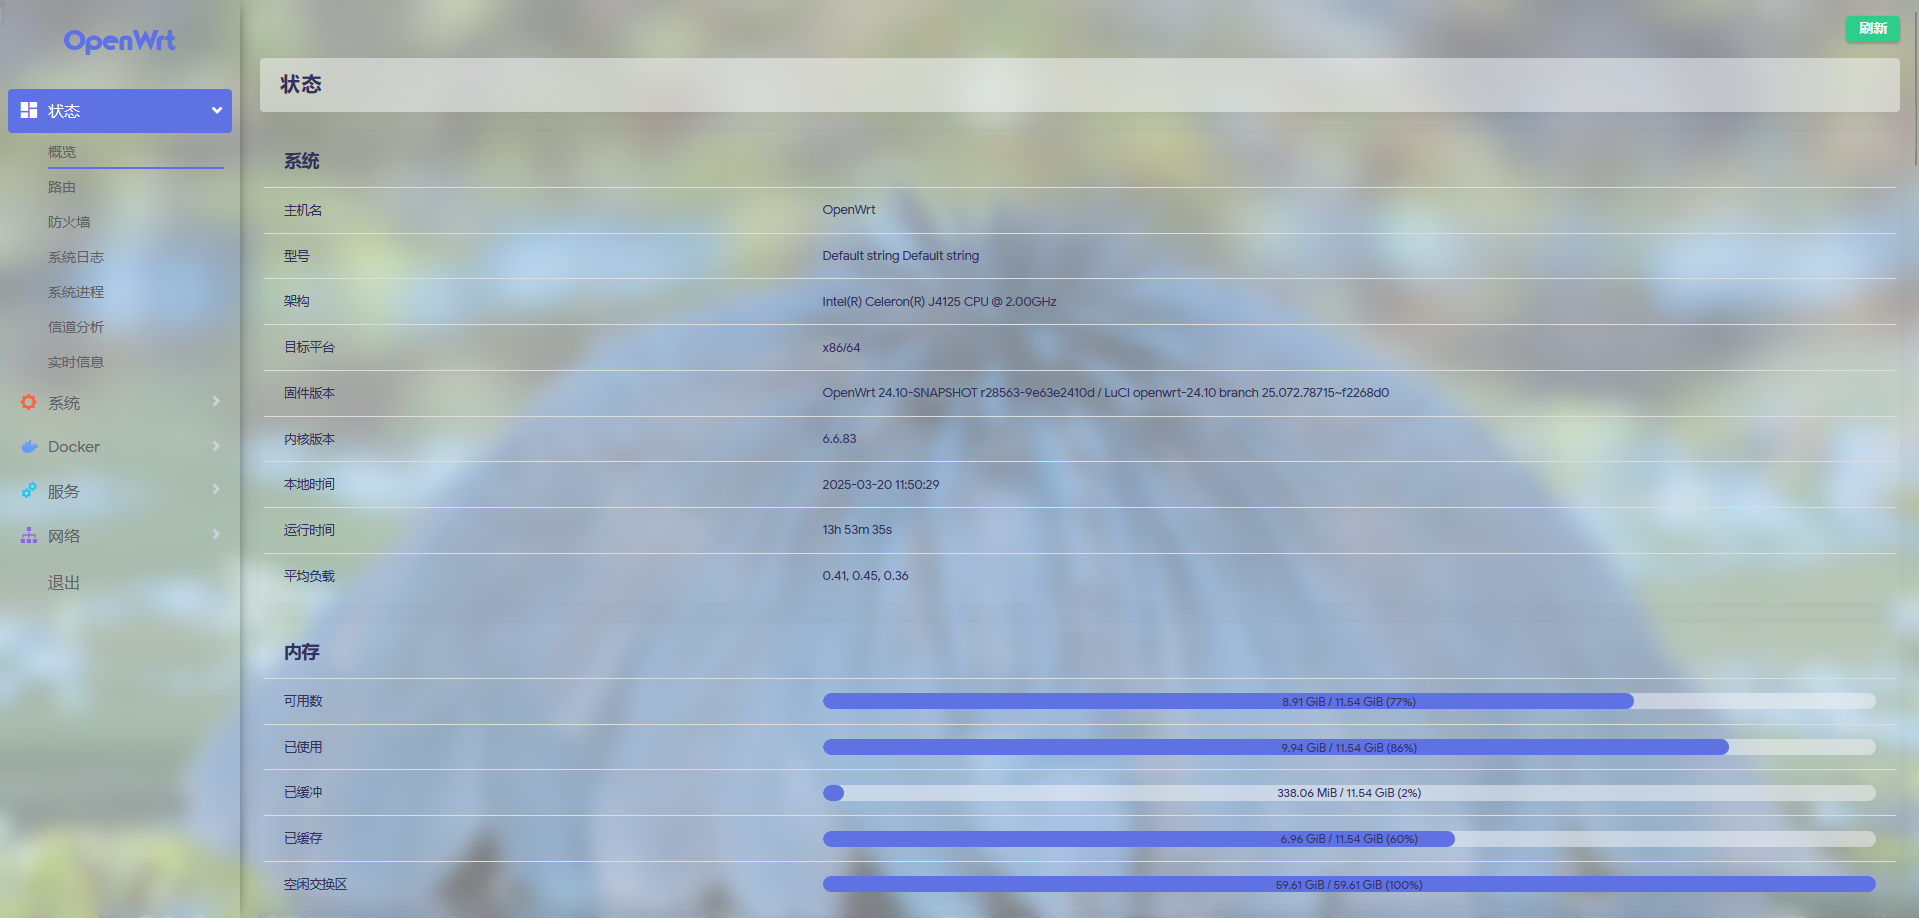 OpenWrt
刷新
状态
概览
路由
防火墙
系统日志
系统进程
信道分析
实时信息
系统
Docker
服务
网络
退出
状态
系统
主机名 OpenWrt
型号 Default string Default string
架构 Intel(R) Celeron(R) J4125 CPU @ 2.00GHz
目标平台 x86/64
固件版本 OpenWrt 24.10-SNAPSHOT r28563-9e63e2410d / LuCI openwrt-24.10 branch 25.072.78715~f2268d0
内核版本 6.6.83
本地时间 2025-03-20 11:50:29
运行时间 13h 53m 35s
平均负载 0.41, 0.45, 0.36
内存
可用数 8.91 GiB / 11.54 GiB (77%)
已使用 9.94 GiB / 11.54 GiB (86%)
已缓冲 338.06 MiB / 11.54 GiB (2%)
已缓存 6.96 GiB / 11.54 GiB (60%)
空闲交换区 59.61 GiB / 59.61 GiB (100%)